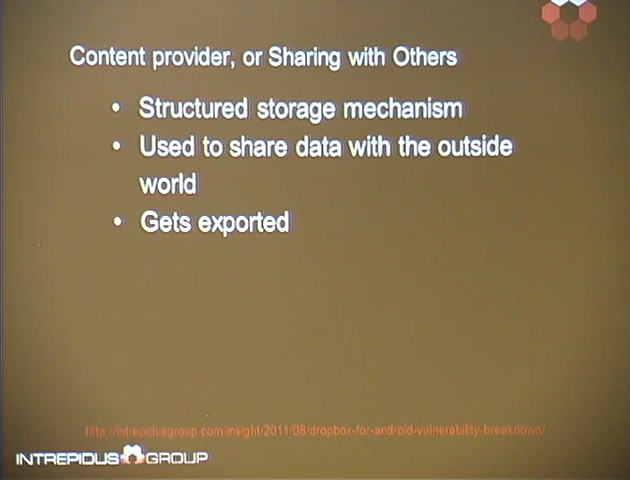 Content provider, or Sharing with Others
• Structured storage mechanism
• Used to share data with the outside
world
• Gets exported
http://intrepidusgroup.com/insight/2011/08/dropbox-for-android-vulnerability-breakdown/
INTREPIDUS GROUP